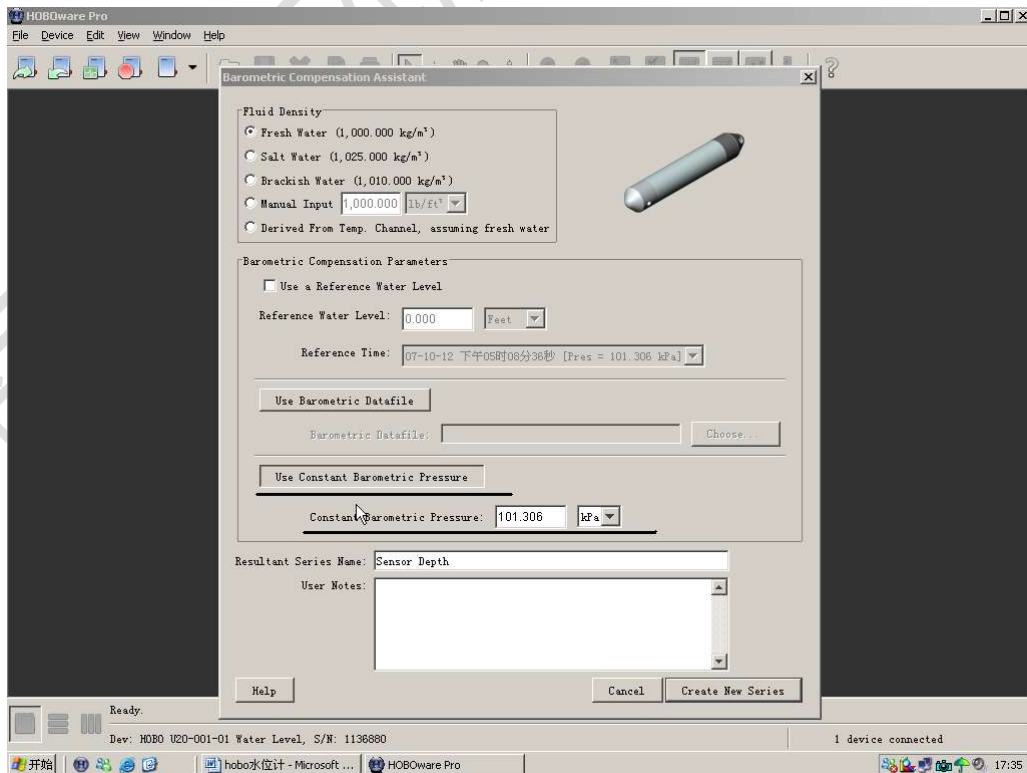 HOBOware Pro
File Device Edit View Window Help
Barometric Compensation Assistant
Fluid Density
Fresh Water (1,000.000 kg/m³)
Salt Water (1,025.000 kg/m³)
Brackish Water (1,010.000 kg/m³)
Manual Input 1,000.000 lb/ft³
Derived From Temp. Channel, assuming fresh water
Barometric Compensation Parameters
Use a Reference Water Level
Reference Water Level: 0.000 Feet
Reference Time: 07-10-12 下午05时08分36秒 [Pres = 101.306 kPa]
Use Barometric Datafile
Barometric Datafile: Choose...
Use Constant Barometric Pressure
Constant Barometric Pressure: 101.306 kPa
Resultant Series Name: Sensor Depth
User Notes:
Help Cancel Create New Series
Ready.
Dev: HOBO U20-001-01 Water Level, S/N: 1136880 1 device connected
开始 hobo水位计 - Microsoft ... HOBOware Pro 17:35